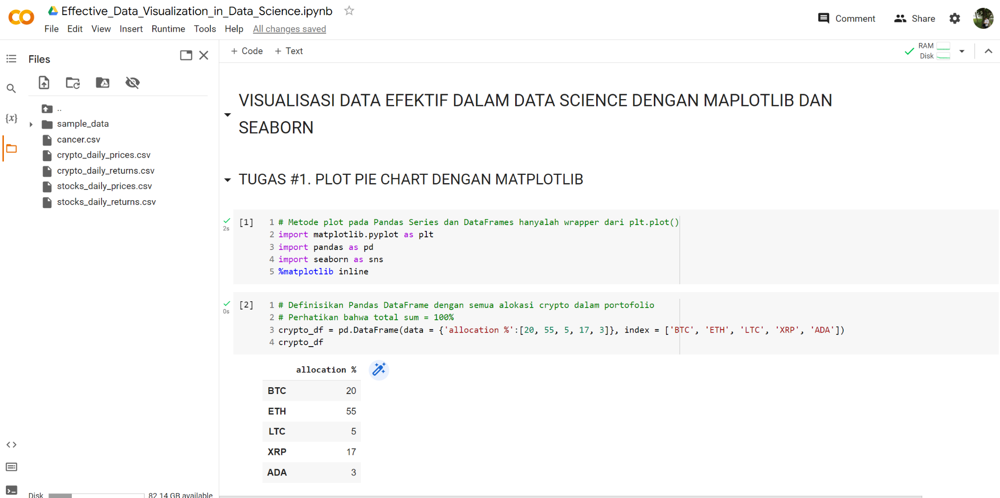 Effective_Data_Visualization_in_Data_Science.ipynb
File Edit View Insert Runtime Tools Help All changes saved
Comment Share
Files
+ Code + Text
RAM
Disk
..
sample_data
cancer.csv
crypto_daily_prices.csv
crypto_daily_returns.csv
stocks_daily_prices.csv
stocks_daily_returns.csv
{x}
Disk 82.14 GB available
VISUALISASI DATA EFEKTIF DALAM DATA SCIENCE DENGAN MAPLOTLIB DAN
SEABORN
TUGAS #1. PLOT PIE CHART DENGAN MATPLOTLIB
2s [1] 1 # Metode plot pada Pandas Series dan DataFrames hanyalah wrapper dari plt.plot()
2 import matplotlib.pyplot as plt
3 import pandas as pd
4 import seaborn as sns
5 %matplotlib inline
0s [2] 1 # Definisikan Pandas DataFrame dengan semua alokasi crypto dalam portofolio
2 # Perhatikan bahwa total sum = 100%
3 crypto_df = pd.DataFrame(data = {'allocation %':[20, 55, 5, 17, 3]}, index = ['BTC', 'ETH', 'LTC', 'XRP', 'ADA'])
4 crypto_df
allocation %
BTC 20
ETH 55
LTC 5
XRP 17
ADA 3